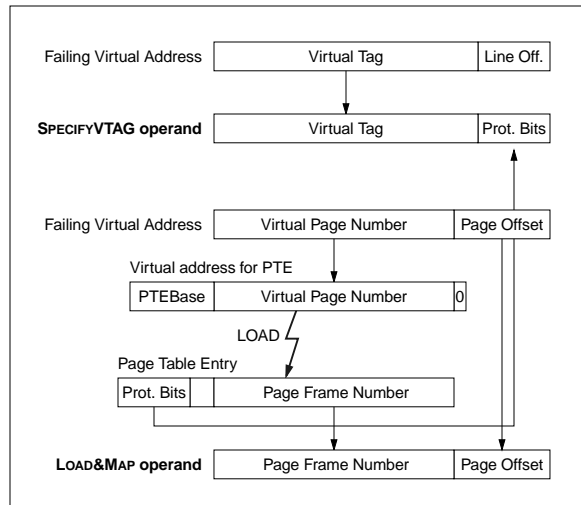 Failing Virtual Address Virtual Tag Line Off.
SPECIFYVTAG operand Virtual Tag Prot. Bits
Failing Virtual Address Virtual Page Number Page Offset
Virtual address for PTE
PTEBase Virtual Page Number 0
LOAD
Page Table Entry
Prot. Bits Page Frame Number
LOAD&MAP operand Page Frame Number Page Offset